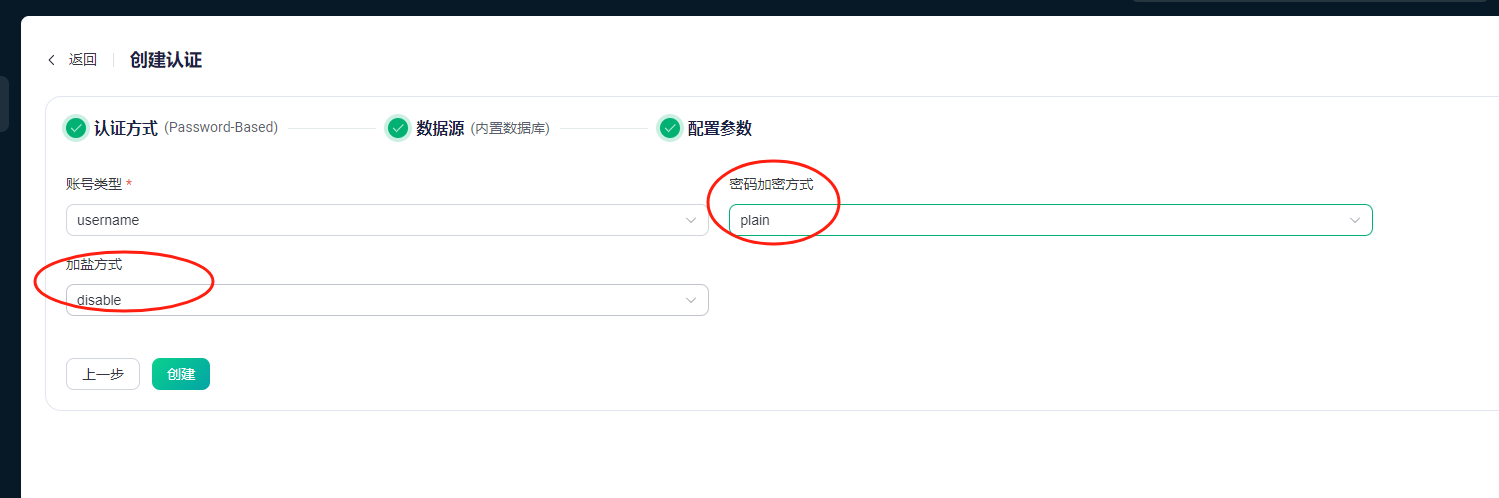 返回 创建认证
认证方式 (Password-Based) 数据源 (内置数据库) 配置参数
账号类型 * 密码加密方式
username plain
加盐方式
disable
上一步 创建